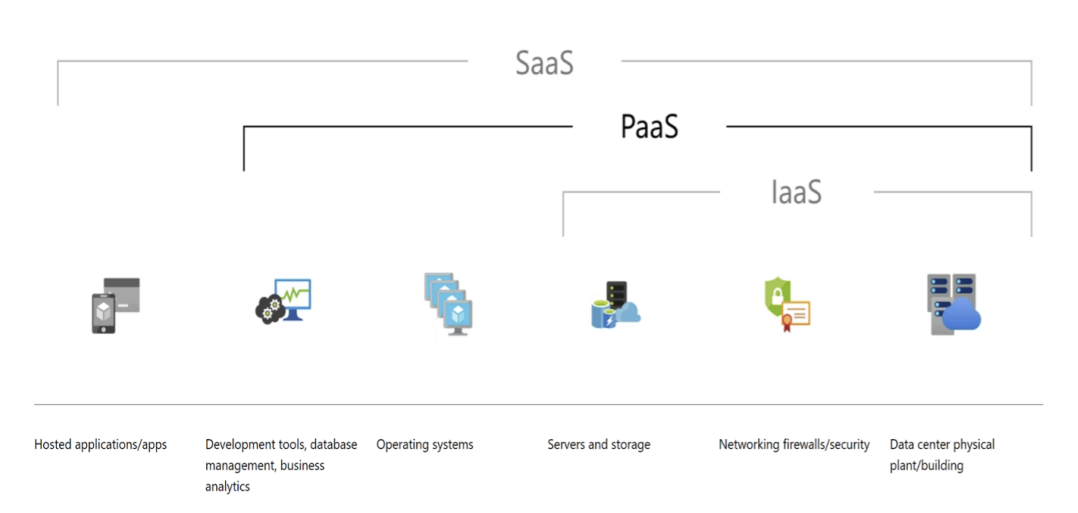 SaaS
PaaS
IaaS
Hosted applications/apps
Development tools, database
management, business
analytics
Operating systems
Servers and storage
Networking firewalls/security
Data center physical
plant/building